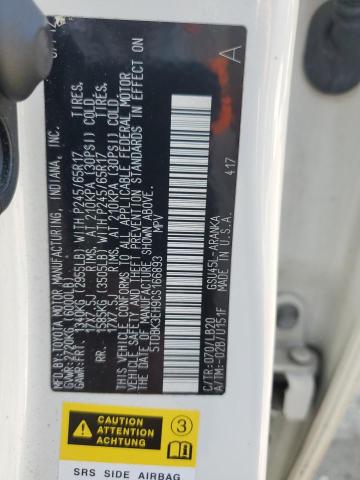 MFD.BY:TOYOTA MOTOR MANUFACTURING, INDIANA, INC.
GVWR:2720KG (6000LB)
GAWR:FRT. 1340KG (2955LB) WITH P245/65R17 TIRES,
17X7.5J RIMS, AT 210KPA (30PSI) COLD
RR. 1585KG (3505LB) WITH P245/65R17 TIRES,
17X7.5J RIMS, AT 210KPA (30PSI) COLD
THIS VEHICLE CONFORMS TO ALL APPLICABLE FEDERAL MOTOR
VEHICLE SAFETY AND THEFT PREVENTION STANDARDS IN EFFECT ON
THE DATE OF MANUFACTURE SHOWN ABOVE.
5TDBK3EH9CS166893 MPV
A
C/TR:070/LB20 GSV45L-ARANKA
A/TM:-02B/U151F MADE IN U.S.A. 417
CAUTION
ATTENTION
ACHTUNG
3
SRS SIDE AIRBAG